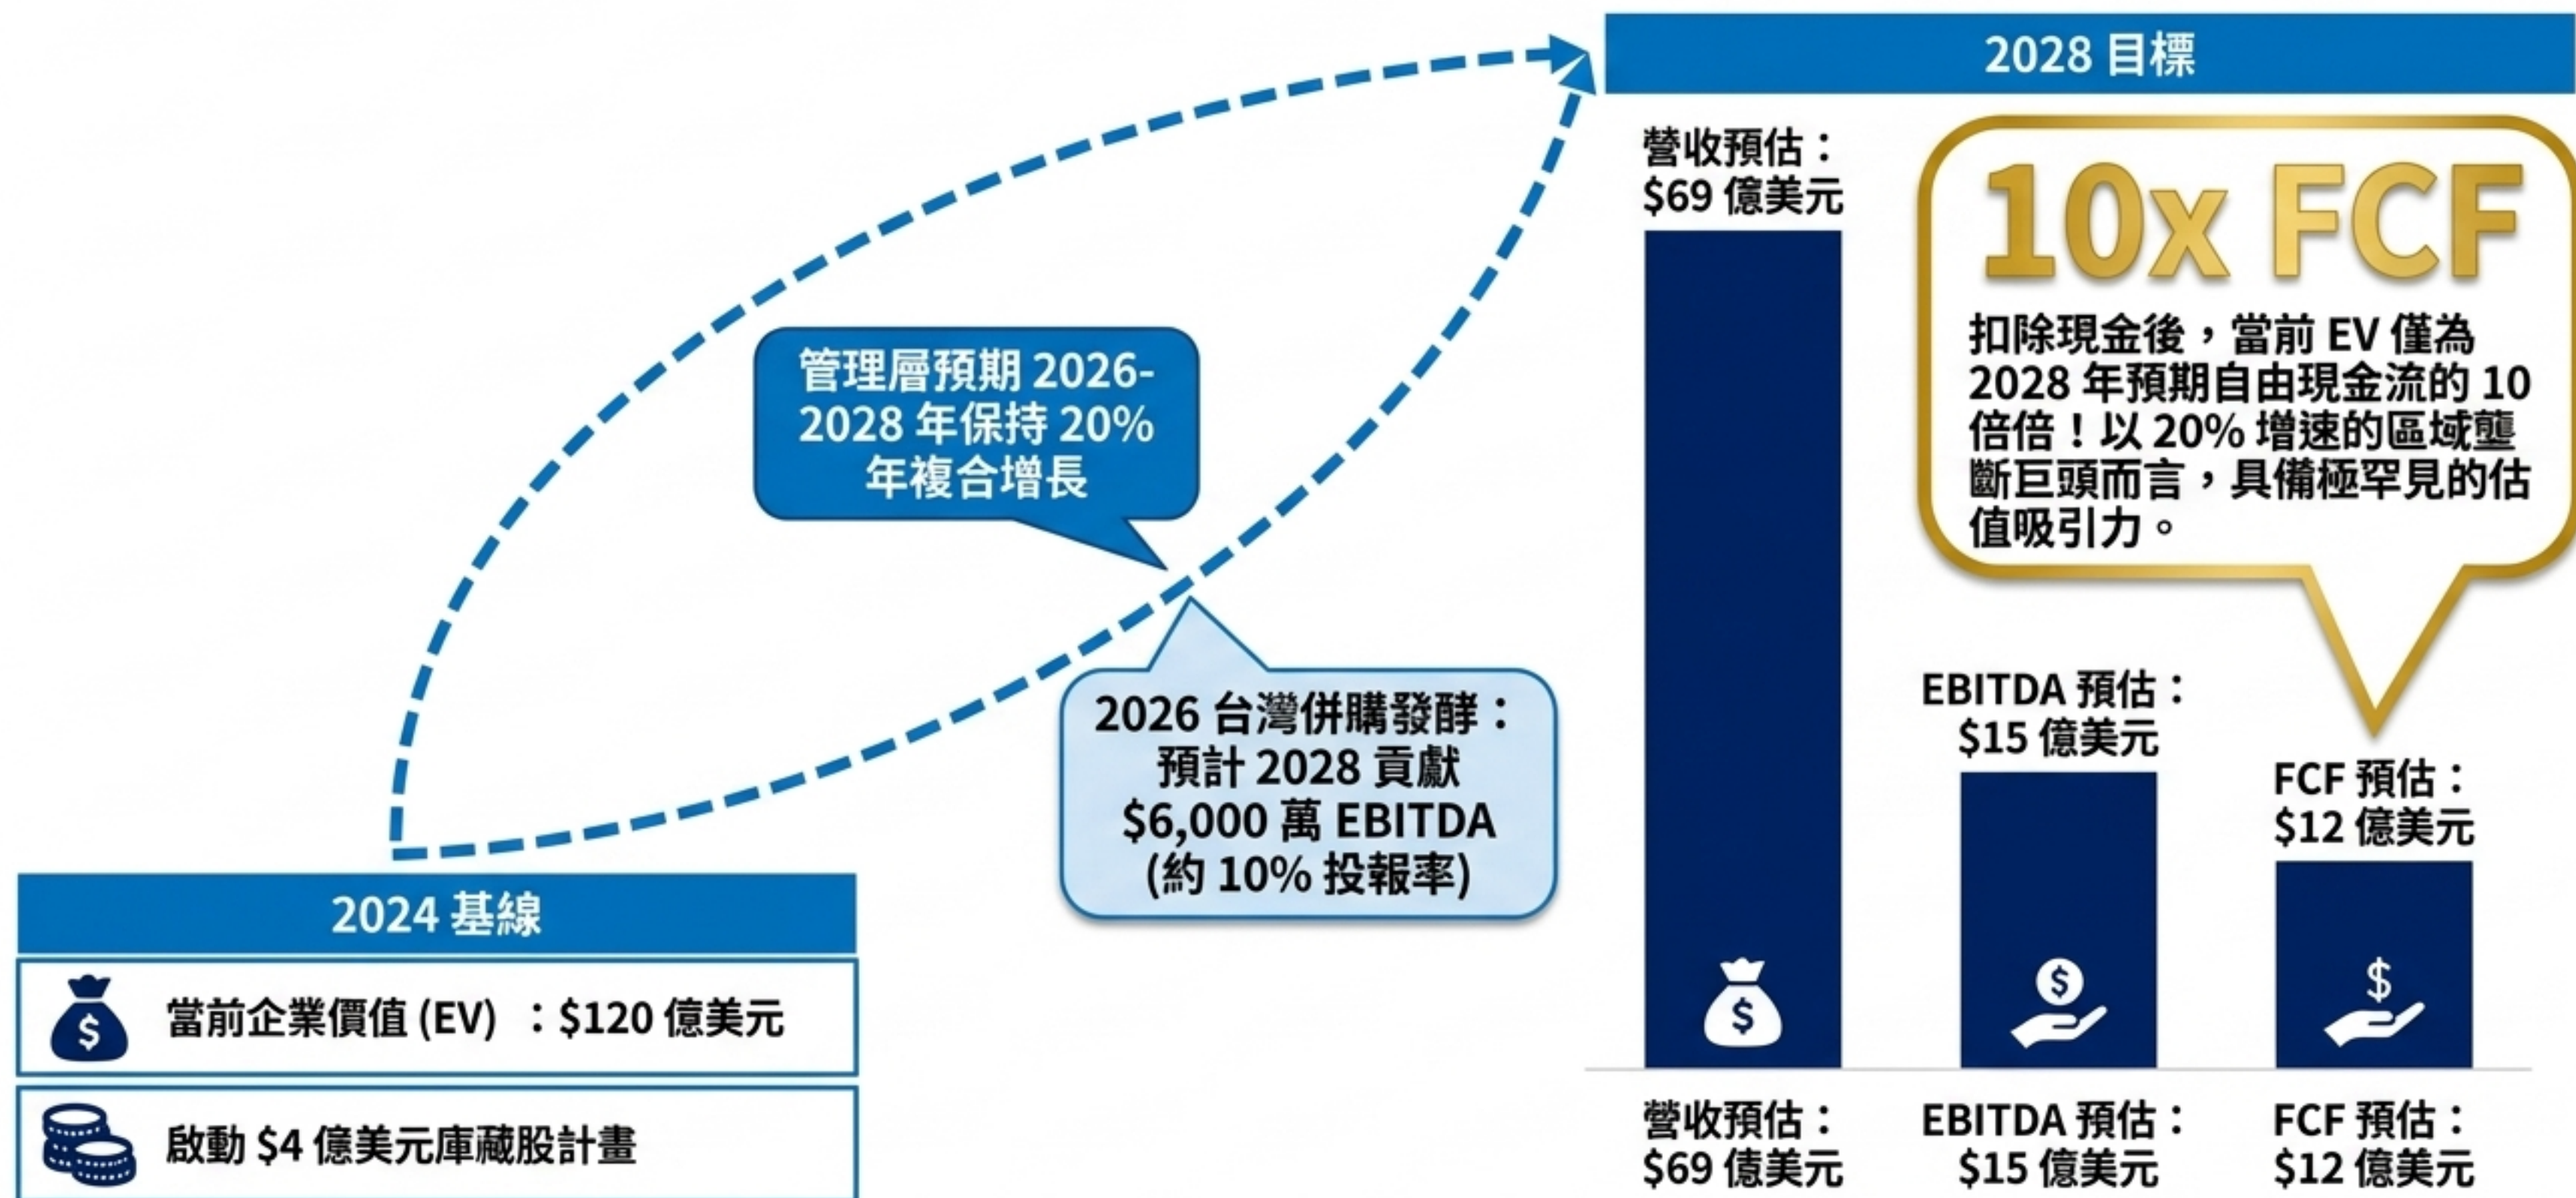 2028 目標
營收預估：
$69 億美元
10x FCF
扣除現金後，當前 EV 僅為
2028 年預期自由現金流的 10
倍倍！以 20% 增速的區域壟
斷巨頭而言，具備極罕見的估
值吸引力。
管理層預期 2026-
2028 年保持 20%
年複合增長
2026 台灣併購發酵：
預計 2028 貢獻
$6,000 萬 EBITDA
(約 10% 投報率)
EBITDA 預估：
$15 億美元
FCF 預估：
$12 億美元
2024 基線
$ 當前企業價值 (EV) ：$120 億美元
啟動 $4 億美元庫藏股計畫
$
$
$
營收預估：
$69 億美元
EBITDA 預估：
$15 億美元
FCF 預估：
$12 億美元